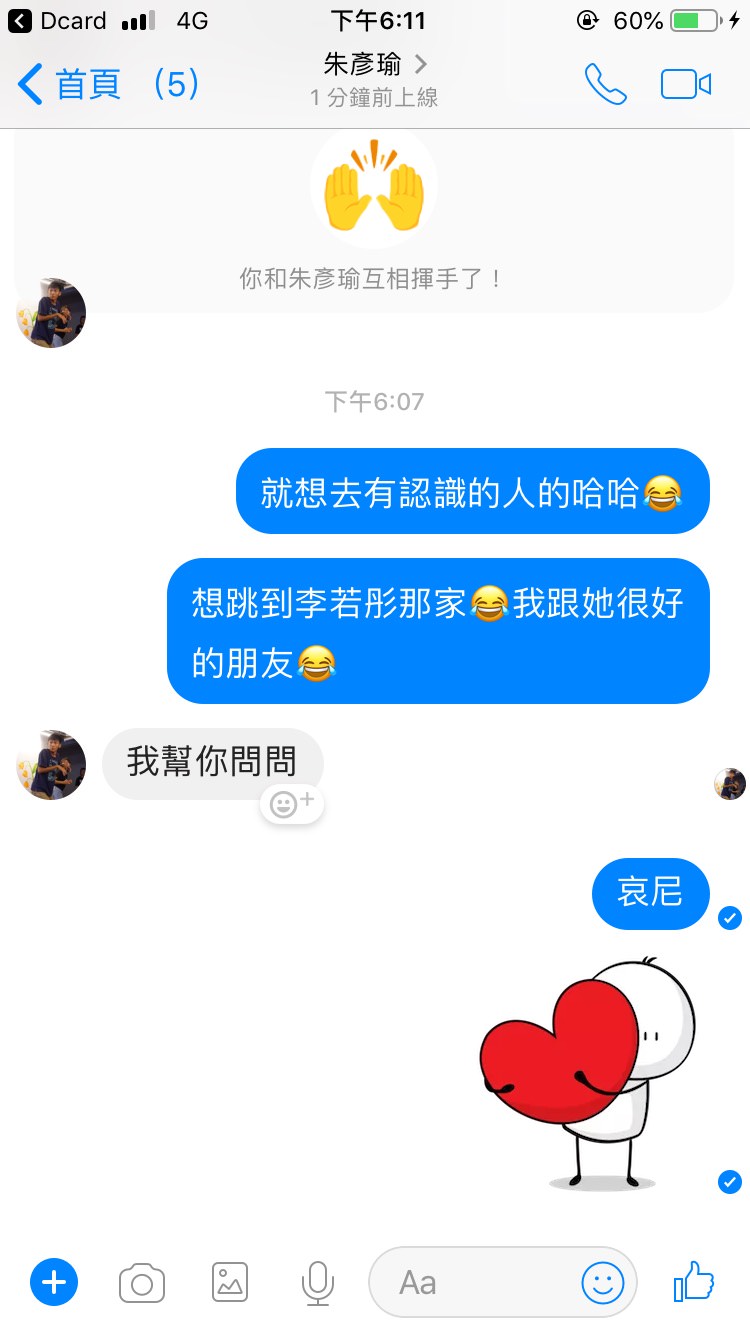 Dcard 4G 下午6:11 60%
首頁 (5) 朱彥瑜
1 分鐘前上線
你和朱彥瑜互相揮手了！
下午6:07
就想去有認識的人的哈哈😂
想跳到李若彤那家😂我跟她很好
的朋友😂
我幫你問問
哀尼
Aa